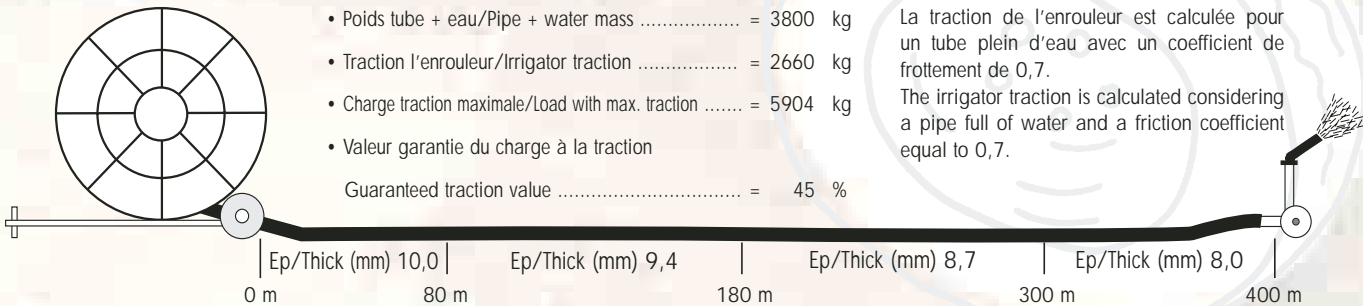 • Poids tube + eau/Pipe + water mass ..................... = 3800 kg
• Traction l'enrouleur/Irrigator traction .................. = 2660 kg
• Charge traction maximale/Load with max. traction ....... = 5904 kg
• Valeur garantie du charge à la traction
Guaranteed traction value ................................. = 45 %
La traction de l'enrouleur est calculée pour
un tube plein d'eau avec un coefficient de
frottement de 0,7.
The irrigator traction is calculated considering
a pipe full of water and a friction coefficient
equal to 0,7.
Ep/Thick (mm) 10,0 Ep/Thick (mm) 9,4 Ep/Thick (mm) 8,7 Ep/Thick (mm) 8,0
0 m 80 m 180 m 300 m 400 m